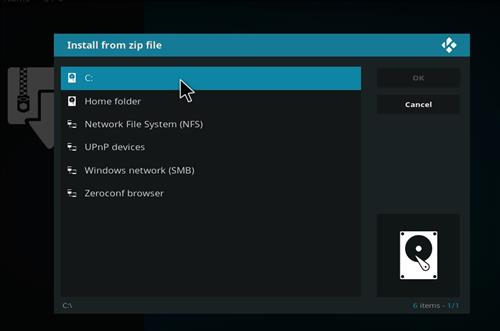 Install from zip file
C:
OK
Home folder
Cancel
Network File System (NFS)
UPnP devices
Windows network (SMB)
Zeroconf browser
C:\
6 items - 1/1